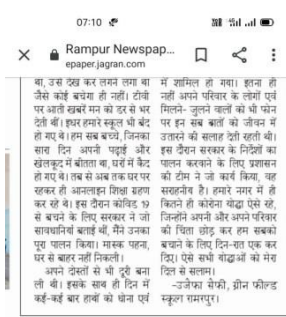 07:10
Rampur Newspap...
epaper.jagran.com
था, उसे देख कर लगने लगा था
जैसे कोई बचेगा ही नहीं। टीवी
पर आती खबरें मन को डर से भर
देती थीं। इधर हमारे स्कूल भी बंद
हो गए थे। हम सब बच्चे, जिनका
सारा दिन अपनी पढ़ाई और
खेलकूद में बीतता था, घरों में कैद
हो गए थे। तब से अब तक घर पर
रहकर ही आनलाइन शिक्षा ग्रहण
कर रहे थे। इस दौरान कोविड 19
से बचने के लिए सरकार ने जो
सावधानियां बताई थीं, मैंने उनका
पूरा पालन किया। मास्क पहना,
घर से बाहर नहीं निकली।
अपने दोस्तों से भी दूरी बना
ली थी। इसके साथ ही दिन में
कई-कई बार हाथों को धोना एवं
में शामिल हो गया। इतना ही
नहीं अपने परिवार के लोगों एवं
मिलने- जुलने वालों को भी फोन
पर इन सब बातों को जीवन में
उतारने की सलाह देती रहती थी।
इस दौरान सरकार के निर्देशों का
पालन करवाने के लिए प्रशासन
की टीम ने जो कार्य किया, वह
सराहनीय है। हमारे नगर में ही
कितने ही कोरोना योद्धा ऐसे रहे,
जिन्होंने अपनी और अपने परिवार
की चिंता छोड़ कर हम सबको
बचाने के लिए दिन-रात एक कर
दिए। ऐसे सभी योद्धाओं को मेरा
दिल से सलाम।
-उजेफा सैफी, ग्रीन फील्ड
स्कूल रामपुर।